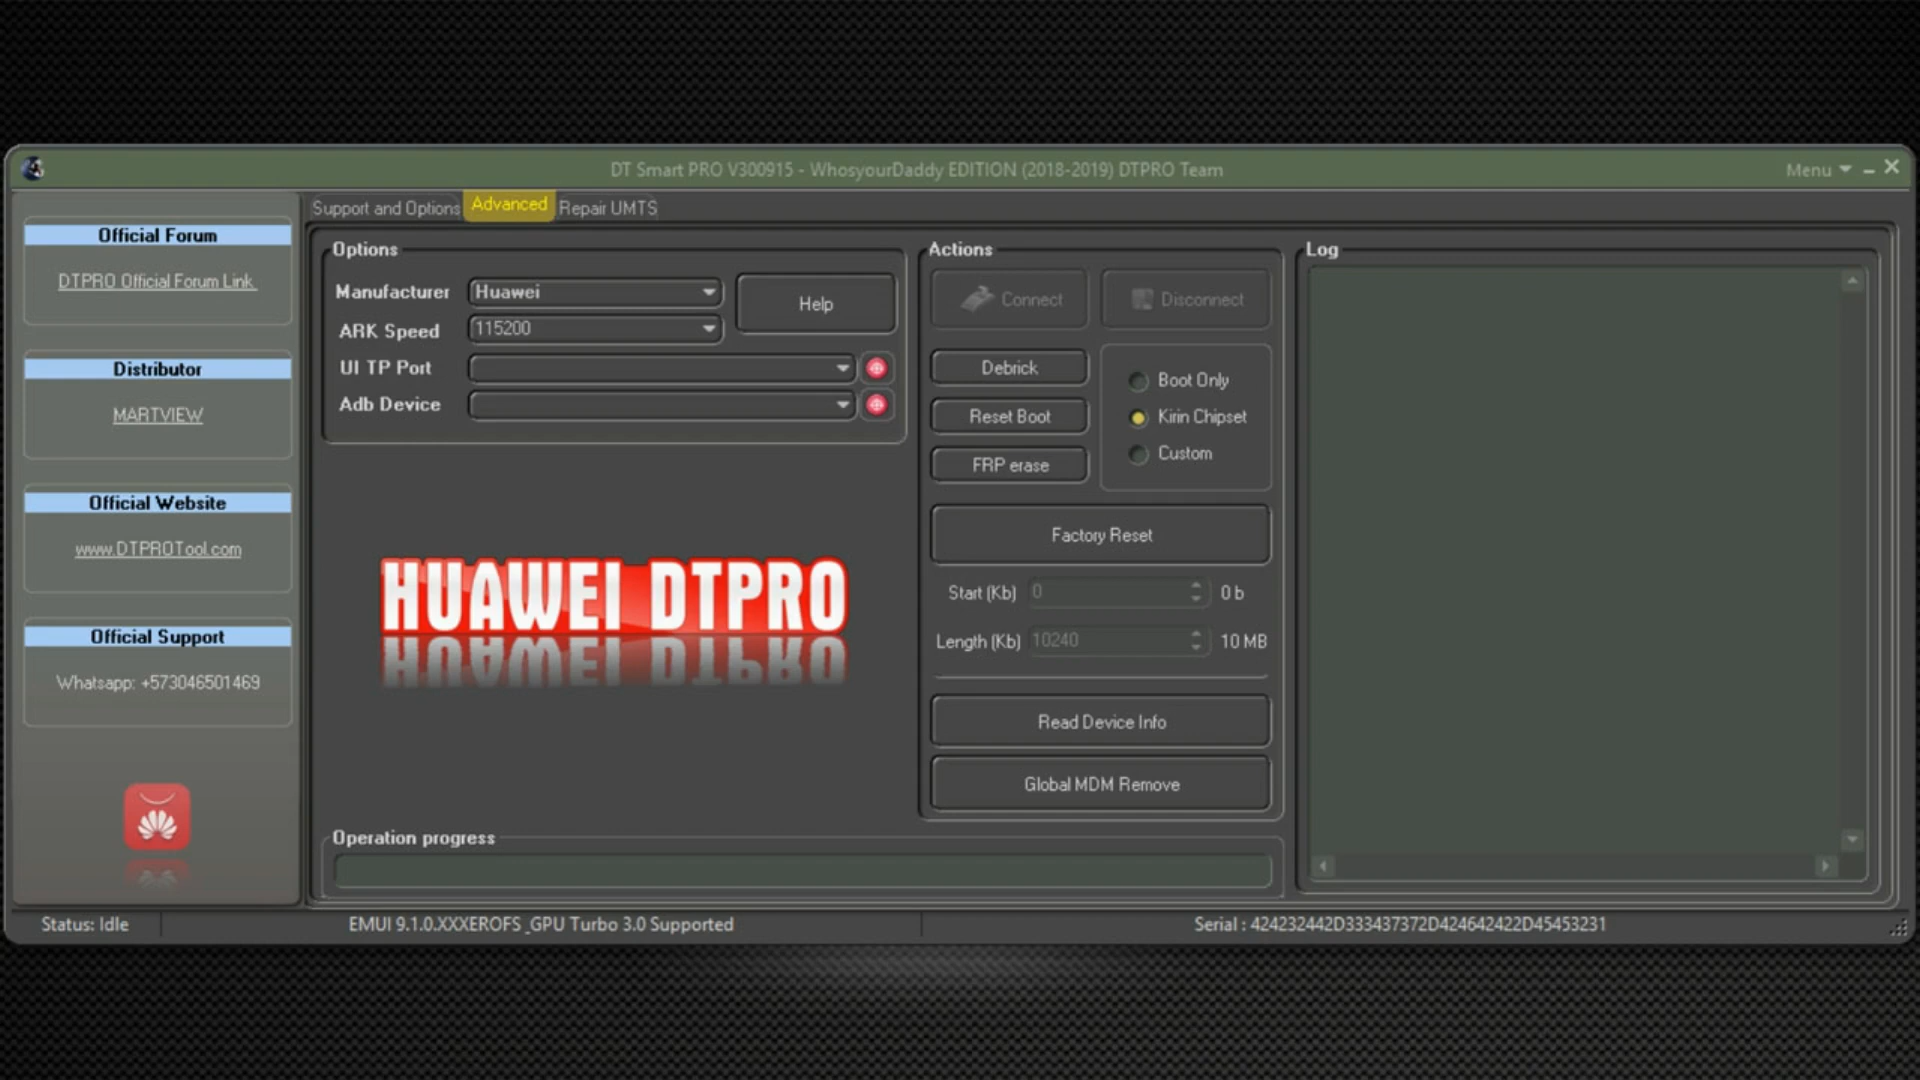 DT Smart PRO V300915 - WhosyourDaddy EDITION (2018-2019) DTPRO Team
Menu
Official Forum
DTPRO Official Forum Link
Distributor
MARTVIEW
Official Website
www.DTPROTool.com
Official Support
Whatsapp: +573046501469
Support and Options
Advanced
Repair UMTS
Options
Manufacturer
Huawei
Help
ARK Speed
115200
UI TP Port
Adb Device
HUAWEI DTPRO
Operation progress
Actions
Connect
Disconnect
Debrick
Boot Only
Reset Boot
Kirin Chipset
FRP erase
Custom
Factory Reset
Start (Kb)
0
0 b
Length (Kb)
10240
10 MB
Read Device Info
Global MDM Remove
Log
Status: Idle
EMUI 9.1.0.XXXEROFS_GPU Turbo 3.0 Supported
Serial : 424232442D333437372D424642422D45453231